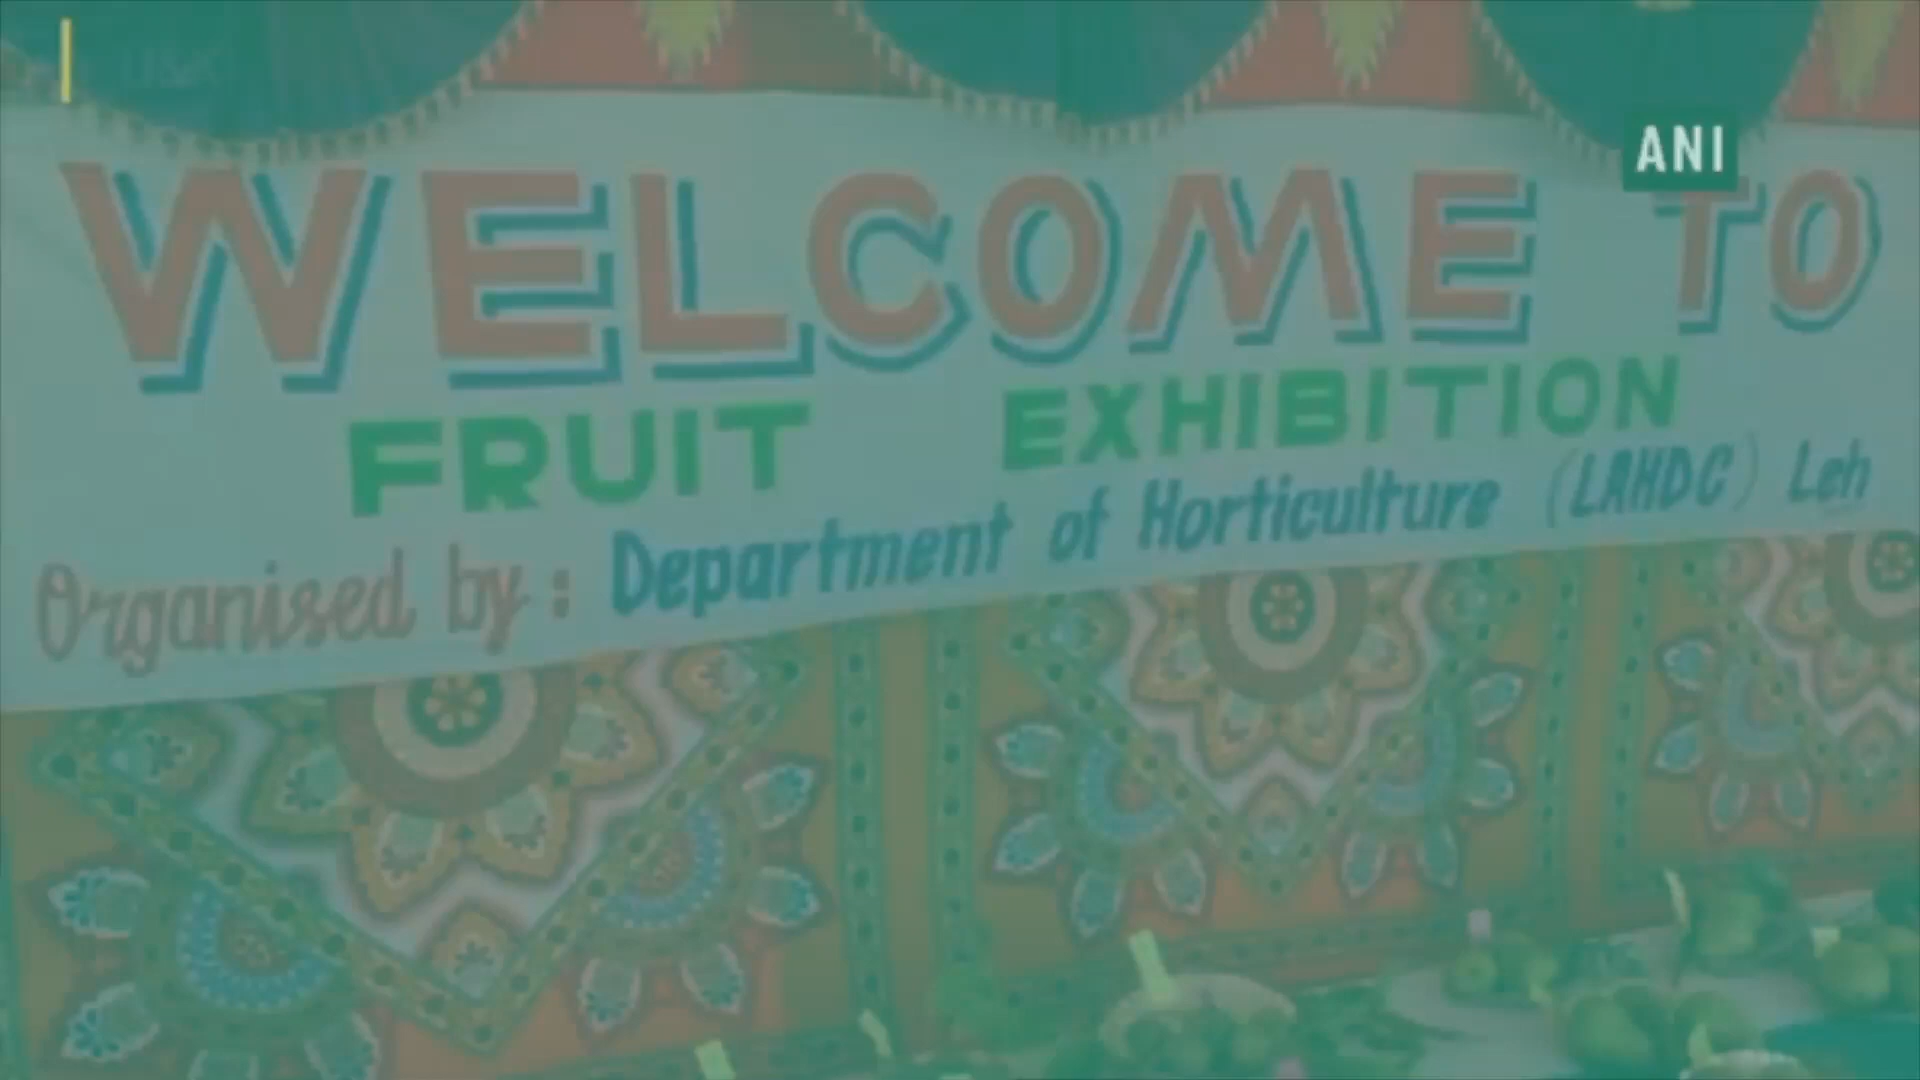 J&K
ANI
WELCOME TO
FRUIT EXHIBITION
Organised by: Department of Horticulture (LAHDC) Leh